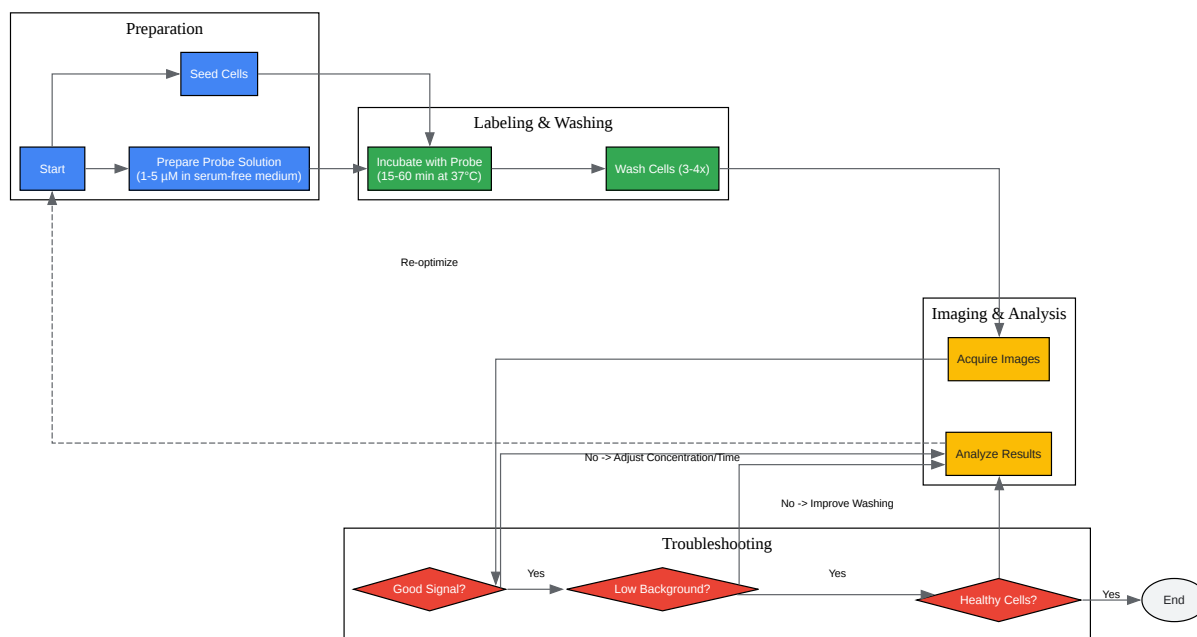 Preparation
Seed Cells
Start
Prepare Probe Solution
(1-5 µM in serum-free medium)
Labeling & Washing
Incubate with Probe
(15-60 min at 37°C)
Wash Cells (3-4x)
Re-optimize
Imaging & Analysis
Acquire Images
Analyze Results
No -> Adjust Concentration/Time
No -> Improve Washing
Troubleshooting
Good Signal?
Yes
Low Background?
Yes
Healthy Cells?
Yes
End